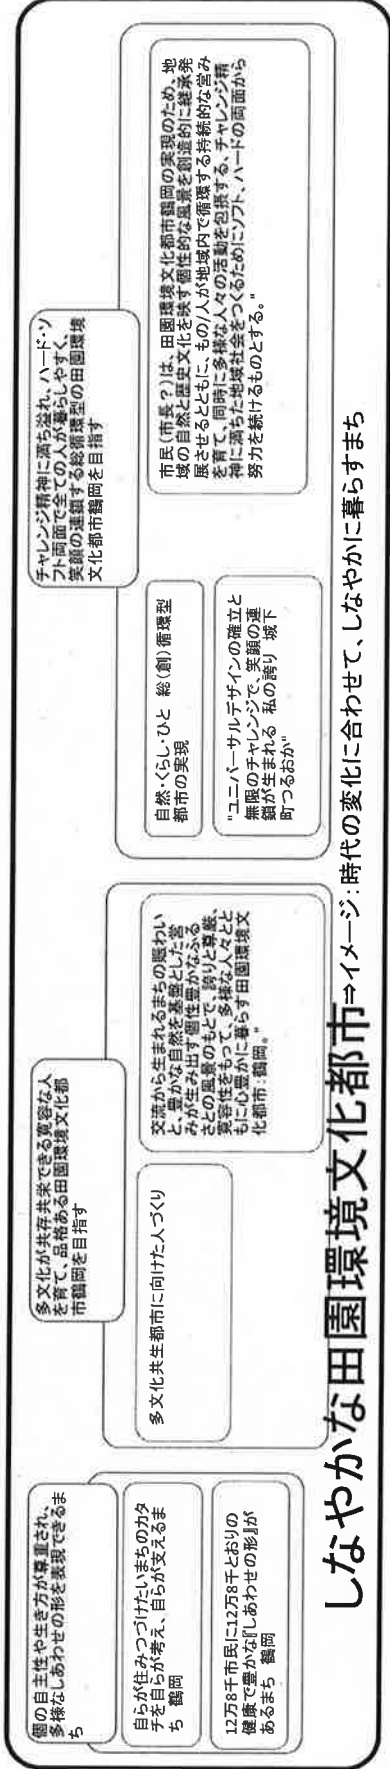 個の自主性や生き方が尊重され、
多様なしあわせの形を表現できるま
ち
自らが住みつづけたいまちのカタ
チを自らが考え、自らが支えるま
ち 鶴岡
12万8千市民に12万8千とおりの
健康で豊かな『しあわせの形』が
あるまち 鶴岡
多文化が共存共栄できる寛容な人
を育て、品格ある田園環境文化都
市鶴岡を目指す
多文化共生都市に向けた人づくり
交流から生まれるまちの賑わい
と、豊かな自然を基盤とした営
みが生み出す個性豊かなふる
さとの風景のもとで、誇りと尊厳、
寛容性をもって、多様な人々とと
もに心豊かに暮らす田園環境文
化都市:鶴岡。"
チャレンジ精神に満ち溢れ、ハード・ソ
フト両面で全ての人が暮らしやすく、
笑顔の連鎖する総循環型の田園環境
文化都市鶴岡を目指す
自然・くらし・ひと 総(創)循環型
都市の実現
"ユニバーサルデザインの確立と
無限のチャレンジで、笑顔の連
鎖が生まれる 私の誇り 城下
町つるおか"
市民(市長?)は、田園環境文化都市鶴岡の実現のため、地
域の自然と歴史文化を映す個性的な風景を創造的に継承発
展させるとともに、もの/人が地域内で循環する持続的な営み
を育て、同時に多様な人々の活動を包摂する、チャレンジ精
神に満ちた地域社会をつくるためにソフト、ハードの両面から
努力を続けるものとする。"
しなやかな田園環境文化都市⇒イメージ:時代の変化に合わせて、しなやかに暮らすまち